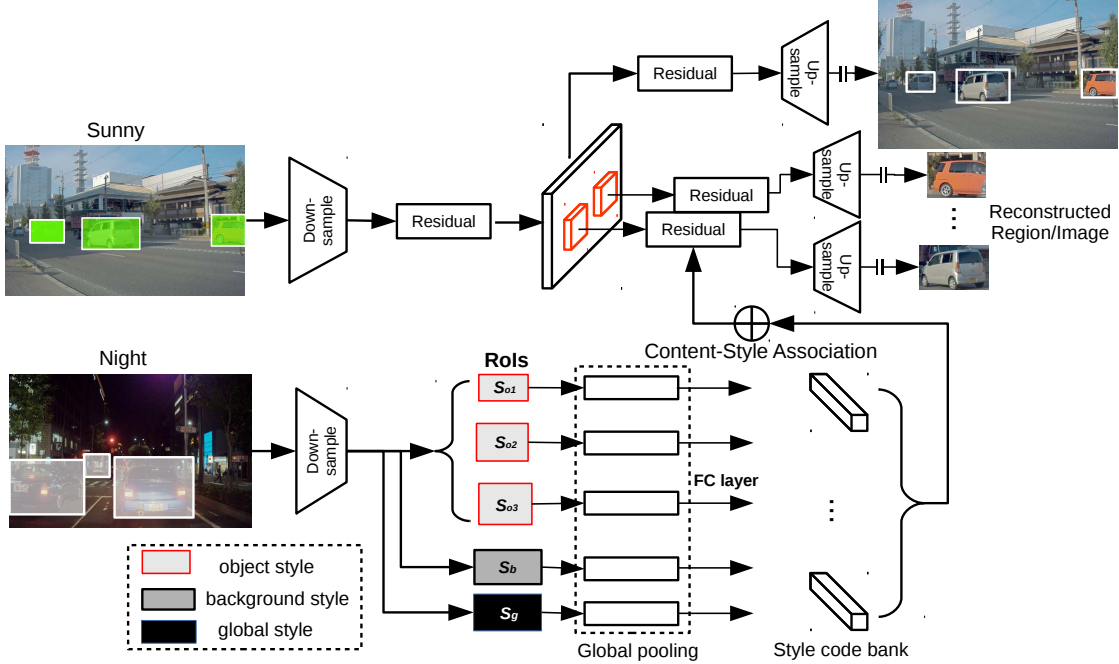 Residual
Up-
sample
Sunny
Down-
sample
Residual
Residual
Up-
sample
Residual
Up-
sample
Reconstructed
Region/Image
Night
Content-Style Association
RoIs
Down-
sample
So1
So2
So3
FC layer
Sb
Sg
object style
background style
global style
Global pooling
Style code bank